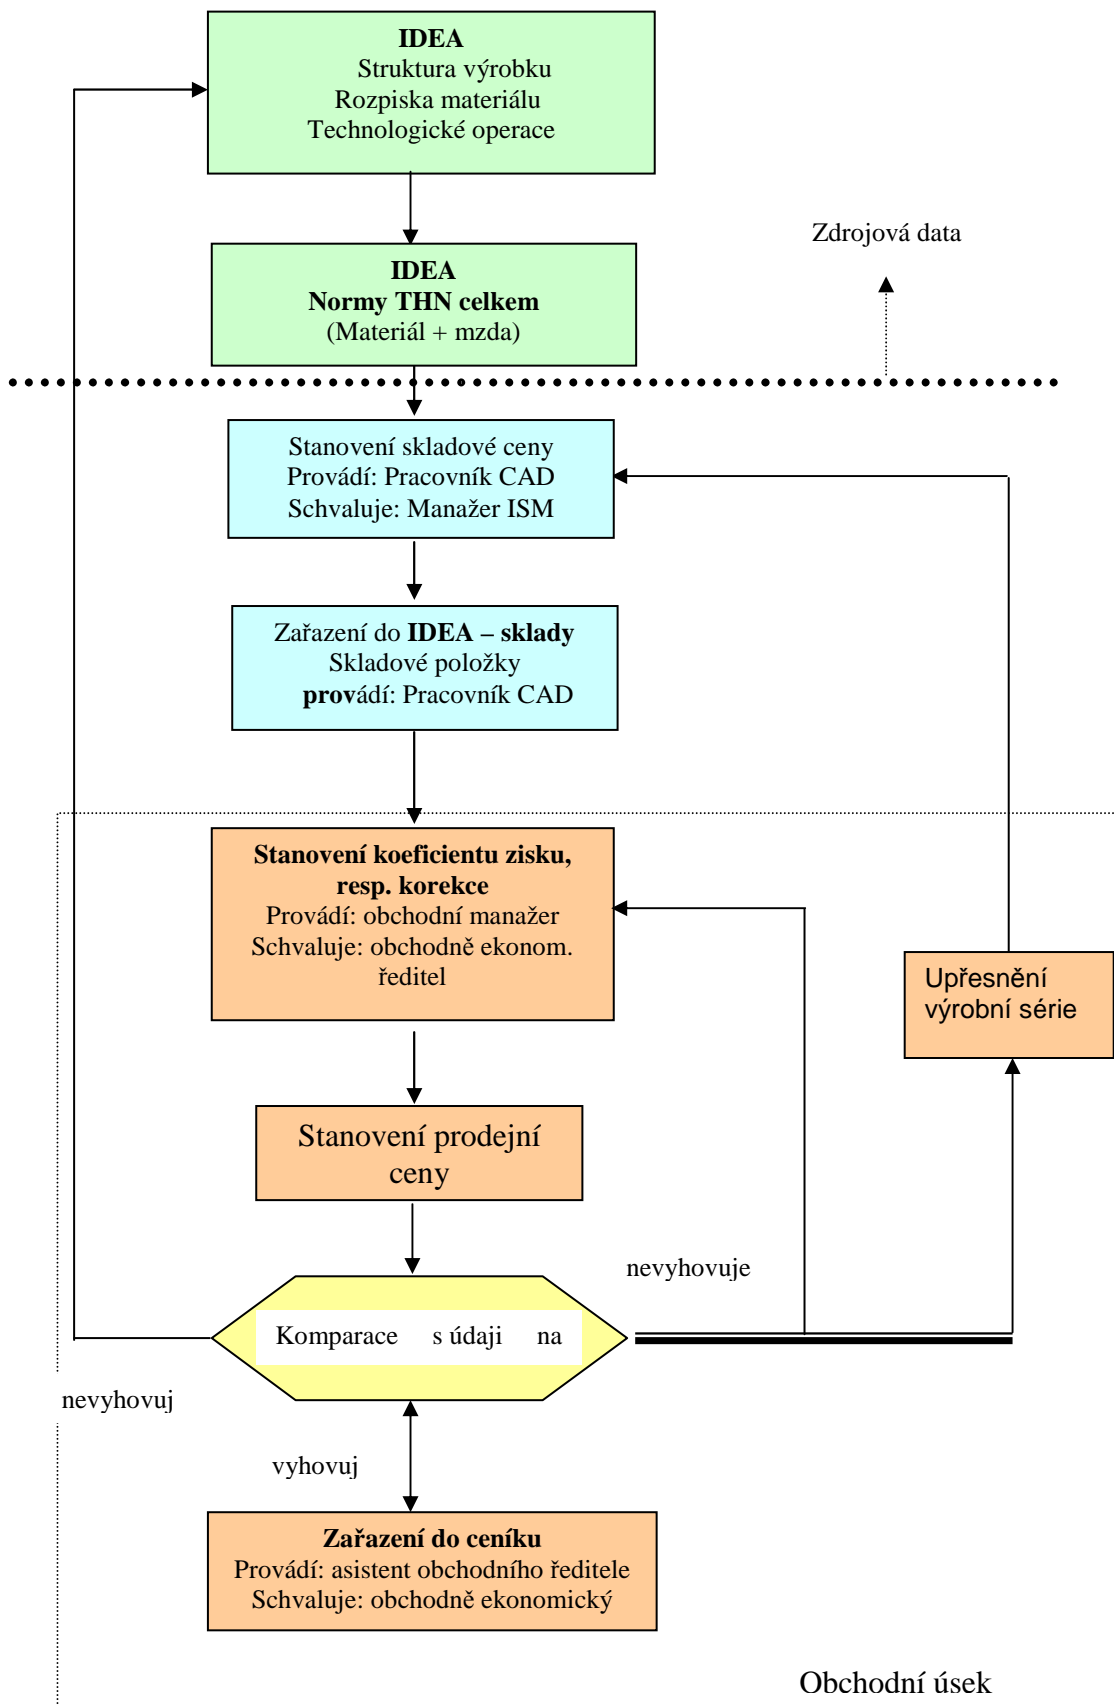 IDEA
Struktura výrobku
Rozpiska materiálu
Technologické operace
Zdrojová data
IDEA
Normy THN celkem
(Materiál + mzda)
Stanovení skladové ceny
Provádí: Pracovník CAD
Schvaluje: Manažer ISM
Zařazení do IDEA – sklady
Skladové položky
provádí: Pracovník CAD
Stanovení koeficientu zisku,
resp. korekce
Provádí: obchodní manažer
Schvaluje: obchodně ekonom.
ředitel
Upřesnění
výrobní série
Stanovení prodejní
ceny
nevyhovuje
Komparace s údaji na
nevyhovuj
vyhovuj
Zařazení do ceníku
Provádí: asistent obchodního ředitele
Schvaluje: obchodně ekonomický
Obchodní úsek